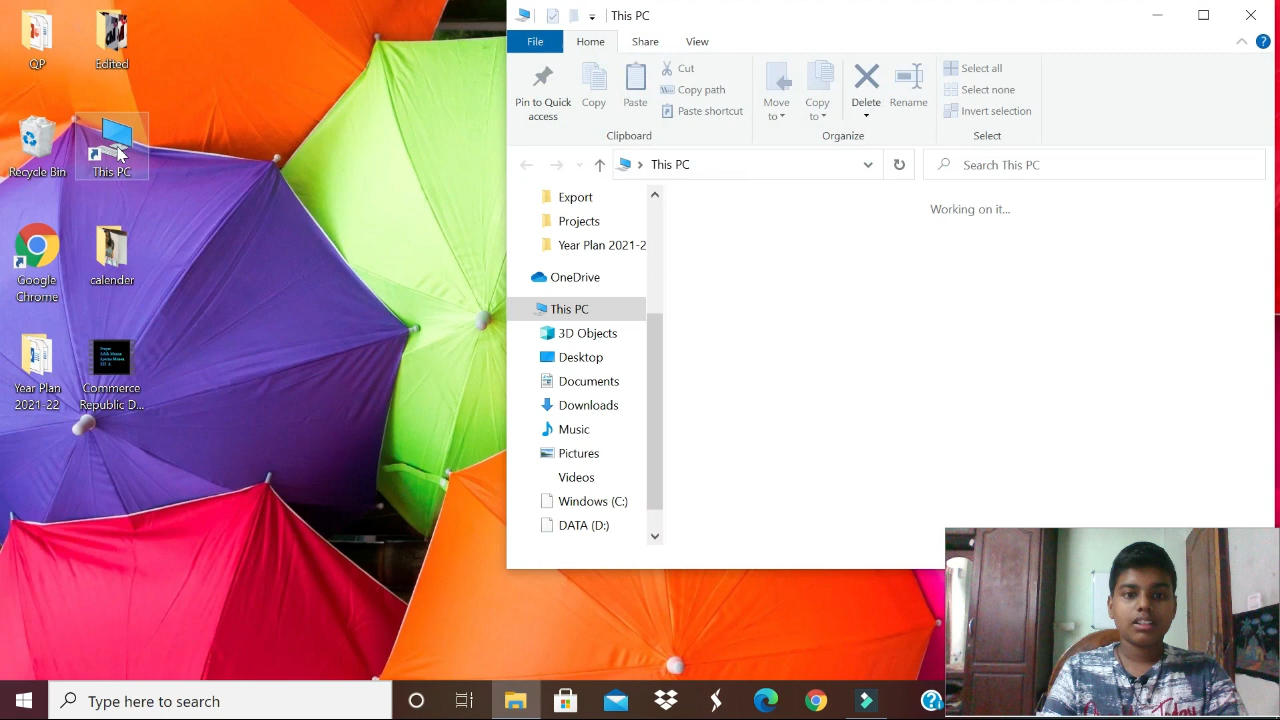 QP
Edited
Recycle Bin
This PC
Google
Chrome
calender
Year Plan
2021-22
Commerce
Republic D...
This PC
File
Home
Share
View
Pin to Quick
access
Copy
Paste
Cut
Copy path
Paste shortcut
Clipboard
Move
to
Copy
to
Delete
Rename
Organize
Select all
Select none
Invert selection
Select
This PC
Search This PC
Export
Projects
Year Plan 2021-2
OneDrive
This PC
3D Objects
Desktop
Documents
Downloads
Music
Pictures
Videos
Windows (C:)
DATA (D:)
Working on it...
Type here to search